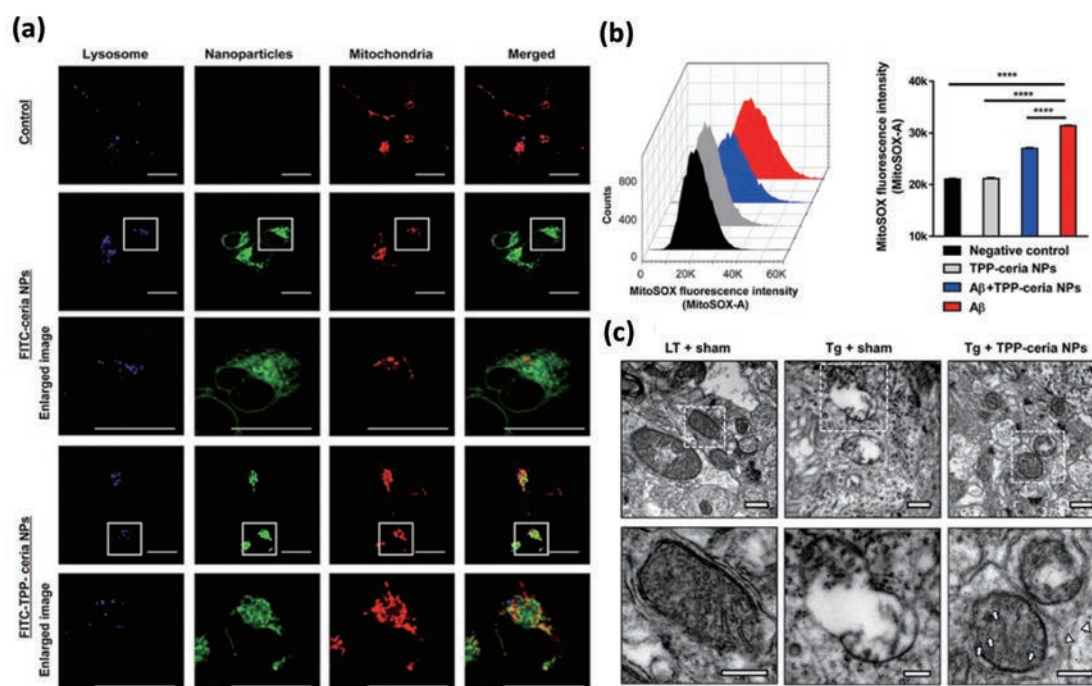 (a)
Lysosome Nanoparticles Mitochondria Merged
Control
FITC-ceria NPs
Enlarged image
FITC-TPP- ceria NPs
Enlarged image
(b)
800
400
0
Counts
0 20K 40K 60K
MitoSOX fluorescence intensity
(MitoSOX-A)
****
****
****
40k
30k
20k
10k
MitoSOX fluorescence intensity
(MitoSOX-A)
Negative control
TPP-ceria NPs
Aβ+TPP-ceria NPs
Aβ
(c)
LT + sham Tg + sham Tg + TPP-ceria NPs